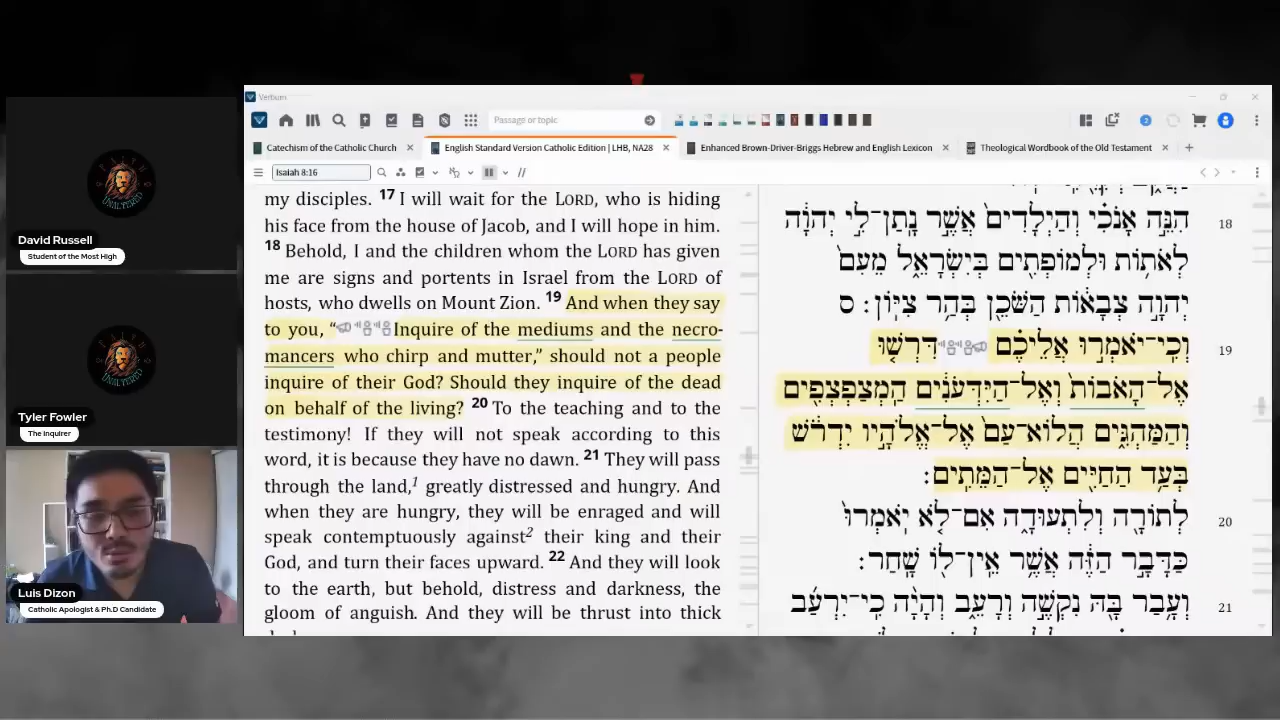 UNALTERED
David Russell
Student of the Most High
UNALTERED
Tyler Fowler
The Inquirer
Luis Dizon
Catholic Apologist & Ph.D Candidate
Verbum
Passage or topic
2
Catechism of the Catholic Church
English Standard Version Catholic Edition | LHB, NA28
Enhanced Brown-Driver-Briggs Hebrew and English Lexicon
Theological Wordbook of the Old Testament
Isaiah 8:16
my disciples. 17 I will wait for the LORD, who is hiding
his face from the house of Jacob, and I will hope in him.
18 Behold, I and the children whom the LORD has given
me are signs and portents in Israel from the LORD of
hosts, who dwells on Mount Zion. 19 And when they say
to you, “Inquire of the mediums and the necro-
mancers who chirp and mutter,” should not a people
inquire of their God? Should they inquire of the dead
on behalf of the living? 20 To the teaching and to the
testimony! If they will not speak according to this
word, it is because they have no dawn. 21 They will pass
through the land,1 greatly distressed and hungry. And
when they are hungry, they will be enraged and will
speak contemptuously against2 their king and their
God, and turn their faces upward. 22 And they will look
to the earth, but behold, distress and darkness, the
gloom of anguish. And they will be thrust into thick
18 הִנֵּ֣ה אָנֹכִ֗י וְהַיְלָדִים֙ אֲשֶׁ֣ר נָֽתַן־לִ֣י יְהוָ֔ה
לְאֹת֥וֹת וּלְמוֹפְתִ֖ים בְּיִשְׂרָאֵ֑ל מֵעִם֙
יְהוָ֣ה צְבָא֔וֹת הַשֹּׁכֵ֖ן בְּהַ֥ר צִיּֽוֹן׃ ס
19 וְכִֽי־יֹאמְר֣וּ אֲלֵיכֶ֗ם דִּרְשׁ֤וּ
אֶל־הָאֹבוֹת֙ וְאֶל־הַיִּדְּעֹנִ֔ים הַֽמְצַפְצְפִ֖ים
וְהַמַּהְגִּ֑ים הֲלוֹא־עַם֙ אֶל־אֱלֹהָ֣יו יִדְרֹ֔שׁ
בְּעַ֥ד הַחַיִּ֖ים אֶל־הַמֵּתִֽים׃
20 לְתוֹרָ֖ה וְלִתְעוּדָ֑ה אִם־לֹ֤א יֹֽאמְרוּ֙
כַּדָּבָ֣ר הַזֶּ֔ה אֲשֶׁ֥ר אֵֽין־ל֖וֹ שָֽׁחַר׃
21 וְעָ֥בַר בָּ֖הּ נִקְשֶׁ֣ה וְרָעֵ֑ב וְהָיָ֨ה כִֽי־יִרְעַ֜ב